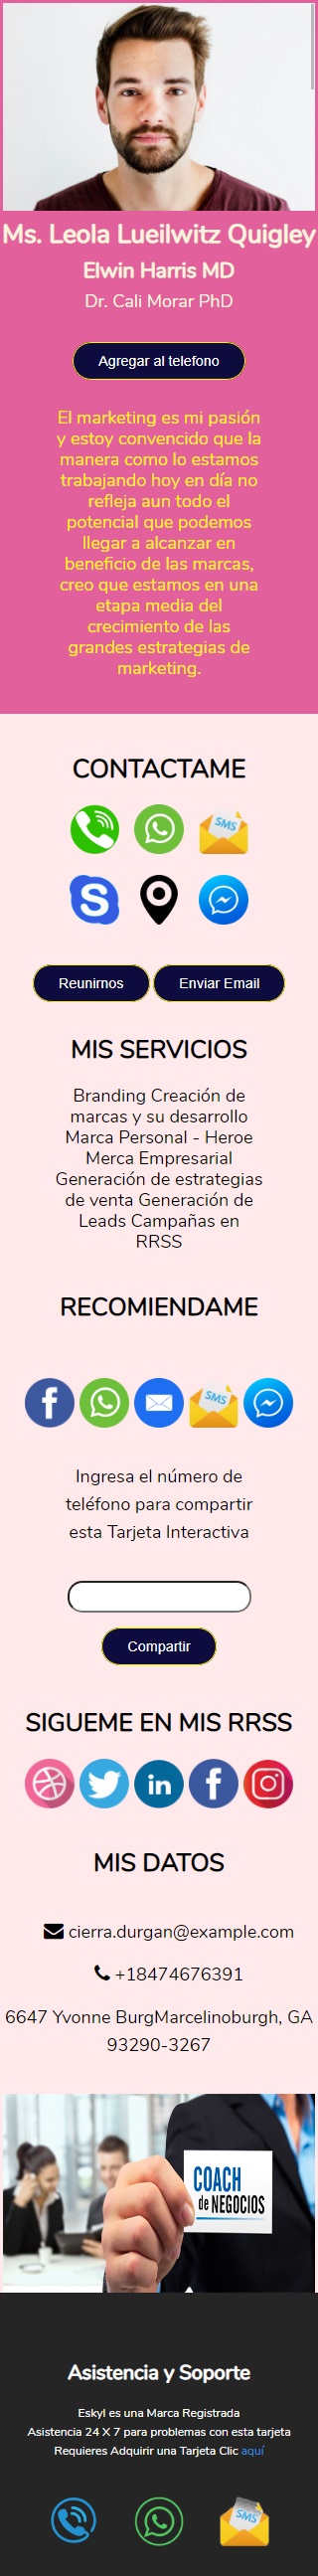 Ms. Leola Lueilwitz Quigley
Elwin Harris MD
Dr. Cali Morar PhD
Agregar al telefono
El marketing es mi pasión
y estoy convencido que la
manera como lo estamos
trabajando hoy en día no
refleja aun todo el
potencial que podemos
llegar a alcanzar en
beneficio de las marcas,
creo que estamos en una
etapa media del
crecimiento de las
grandes estrategias de
marketing.
CONTACTAME
SMS
S
Reunirnos Enviar Email
MIS SERVICIOS
Branding Creación de
marcas y su desarrollo
Marca Personal - Heroe
Merca Empresarial
Generación de estrategias
de venta Generación de
Leads Campañas en
RRSS
RECOMIENDAME
f SMS
Ingresa el número de
teléfono para compartir
esta Tarjeta Interactiva
Compartir
SIGUEME EN MIS RRSS
in f
MIS DATOS
cierra.durgan@example.com
+18474676391
6647 Yvonne BurgMarcelinoburgh, GA
93290-3267
COACH
de NEGOCIOS
Asistencia y Soporte
Eskyl es una Marca Registrada
Asistencia 24 X 7 para problemas con esta tarjeta
Requieres Adquirir una Tarjeta Clic aquí
SMS